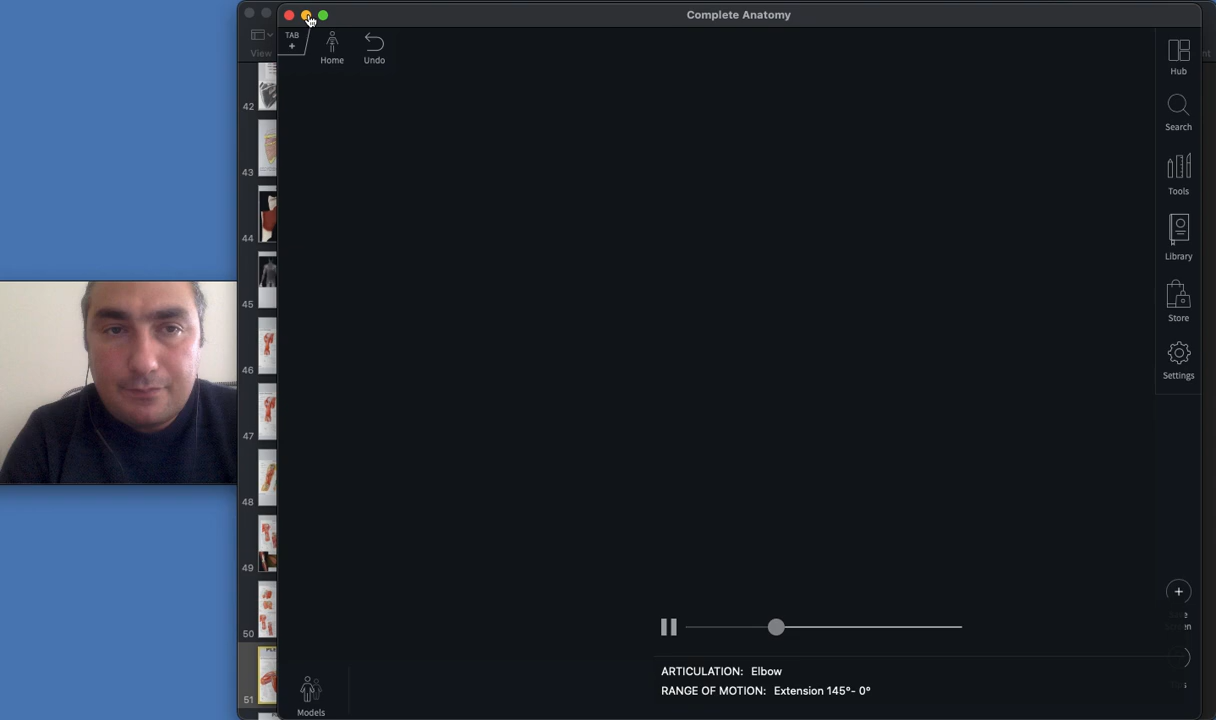 Complete Anatomy
TAB
+
Home
Undo
View
Hub
Search
Tools
Library
Store
Settings
42
43
44
45
46
47
48
49
50
51
ARTICULATION: Elbow
RANGE OF MOTION: Extension 145°- 0°
Models